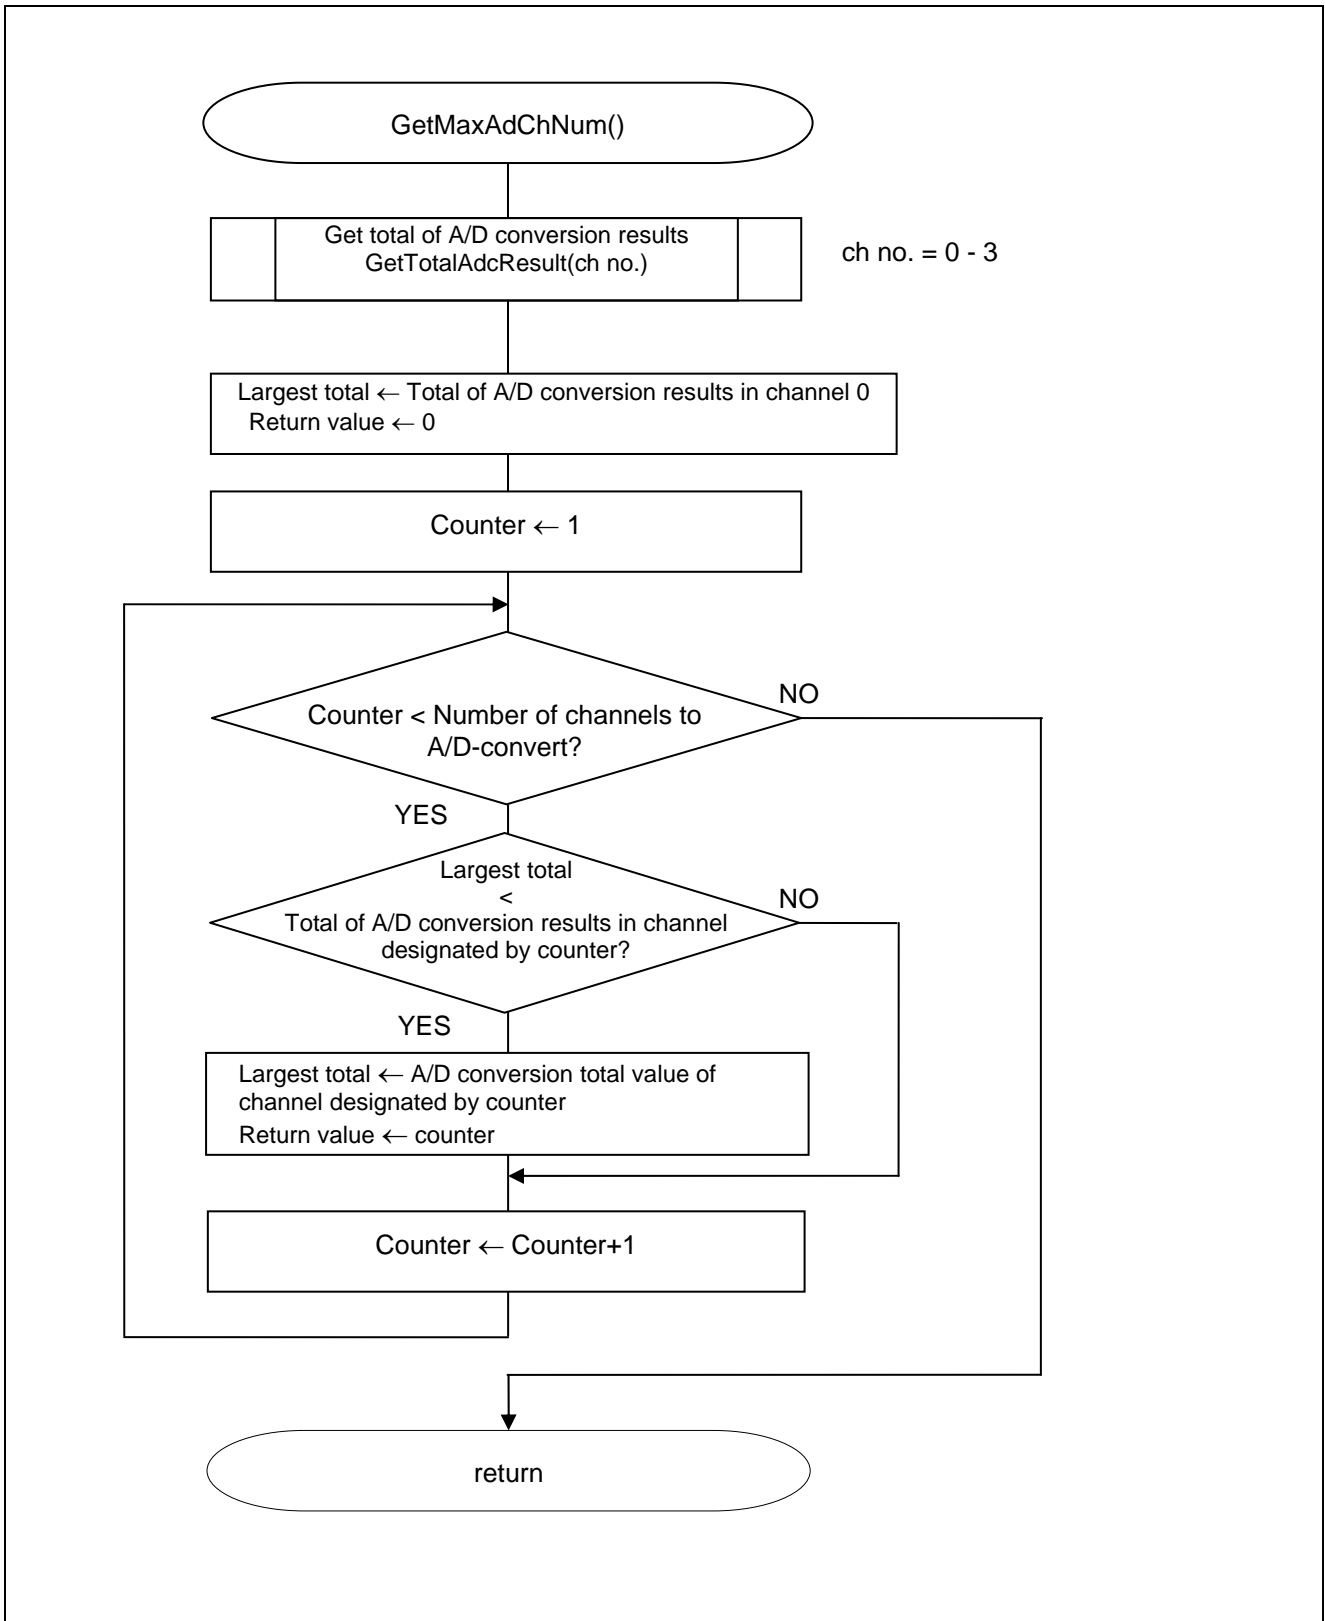 GetMaxAdChNum()
Get total of A/D conversion results
GetTotalAdcResult(ch no.)
ch no. = 0 - 3
Largest total ← Total of A/D conversion results in channel 0
Return value ← 0
Counter ← 1
NO
Counter < Number of channels to
A/D-convert?
YES
Largest total
<
NO
Total of A/D conversion results in channel
designated by counter?
YES
Largest total ← A/D conversion total value of
channel designated by counter
Return value ← counter
Counter ← Counter+1
return